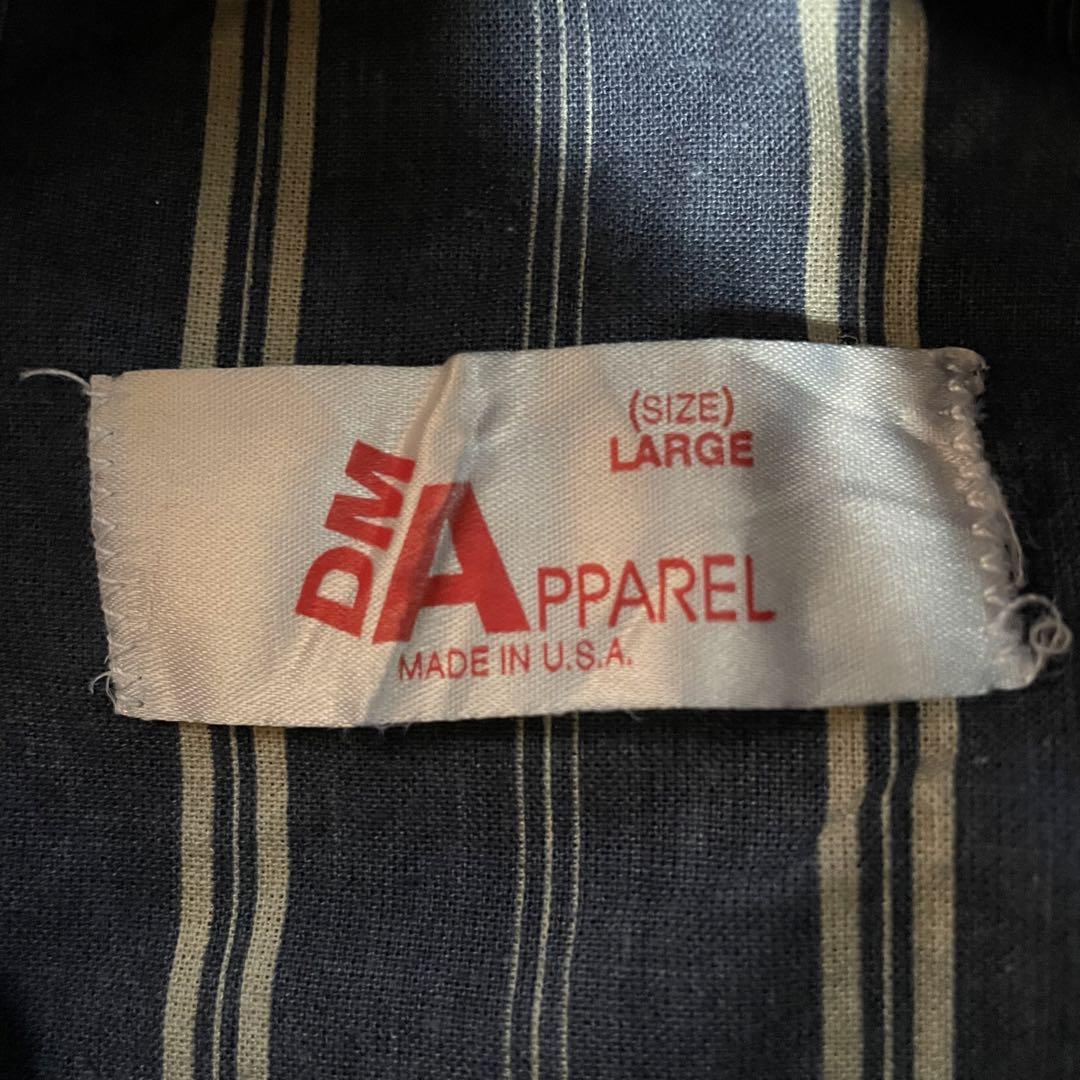 (SIZE)
LARGE
DM
APPAREL
MADE IN U.S.A.